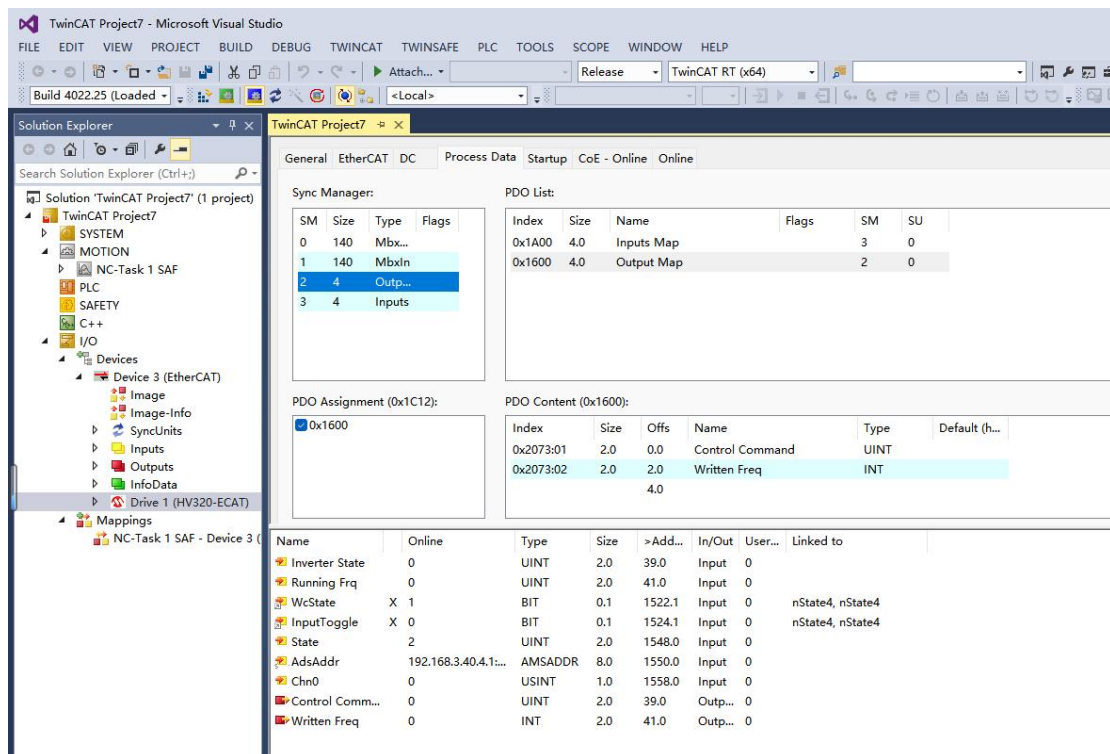 TwinCAT Project7 - Microsoft Visual Studio
FILE EDIT VIEW PROJECT BUILD DEBUG TWINCAT TWINSAFE PLC TOOLS SCOPE WINDOW HELP
Attach... Release TwinCAT RT (x64)
Build 4022.25 (Loaded <Local>
Solution Explorer
Search Solution Explorer (Ctrl+;)
Solution 'TwinCAT Project7' (1 project)
TwinCAT Project7
SYSTEM
MOTION
NC-Task 1 SAF
PLC
SAFETY
C++
I/O
Devices
Device 3 (EtherCAT)
Image
Image-Info
SyncUnits
Inputs
Outputs
InfoData
Drive 1 (HV320-ECAT)
Mappings
NC-Task 1 SAF - Device 3 (
TwinCAT Project7
General EtherCAT DC Process Data Startup CoE - Online Online
Sync Manager:
SM Size Type Flags
0 140 Mbx...
1 140 MbxIn
2 4 Outp...
3 4 Inputs
PDO List:
Index Size Name Flags SM SU
0x1A00 4.0 Inputs Map 3 0
0x1600 4.0 Output Map 2 0
PDO Assignment (0x1C12):
0x1600
PDO Content (0x1600):
Index Size Offs Name Type Default (h...
0x2073:01 2.0 0.0 Control Command UINT
0x2073:02 2.0 2.0 Written Freq INT
4.0
Name Online Type Size >Add... In/Out User... Linked to
Inverter State 0 UINT 2.0 39.0 Input 0
Running Frq 0 UINT 2.0 41.0 Input 0
WcState X 1 BIT 0.1 1522.1 Input 0 nState4, nState4
InputToggle X 0 BIT 0.1 1524.1 Input 0 nState4, nState4
State 2 UINT 2.0 1548.0 Input 0
AdsAddr 192.168.3.40.4.1:... AMSADDR 8.0 1550.0 Input 0
Chn0 0 USINT 1.0 1558.0 Input 0
Control Comm... 0 UINT 2.0 39.0 Outp... 0
Written Freq 0 INT 2.0 41.0 Outp... 0